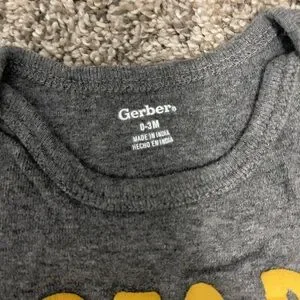 Gerber®
0-3M
MADE IN INDIA
HECHO EN INDIA